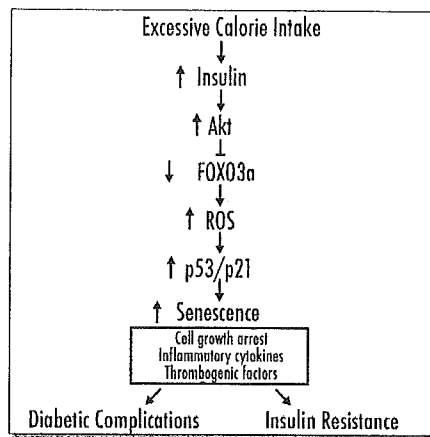 Excessive Calorie Intake
↑ Insulin
↑ Akt
↓ FOXO3a
↑ ROS
↑ p53/p21
↑ Senescence
Cell growth arrest
Inflammatory cytokines
Thrombogenic factors
Diabetic Complications Insulin Resistance